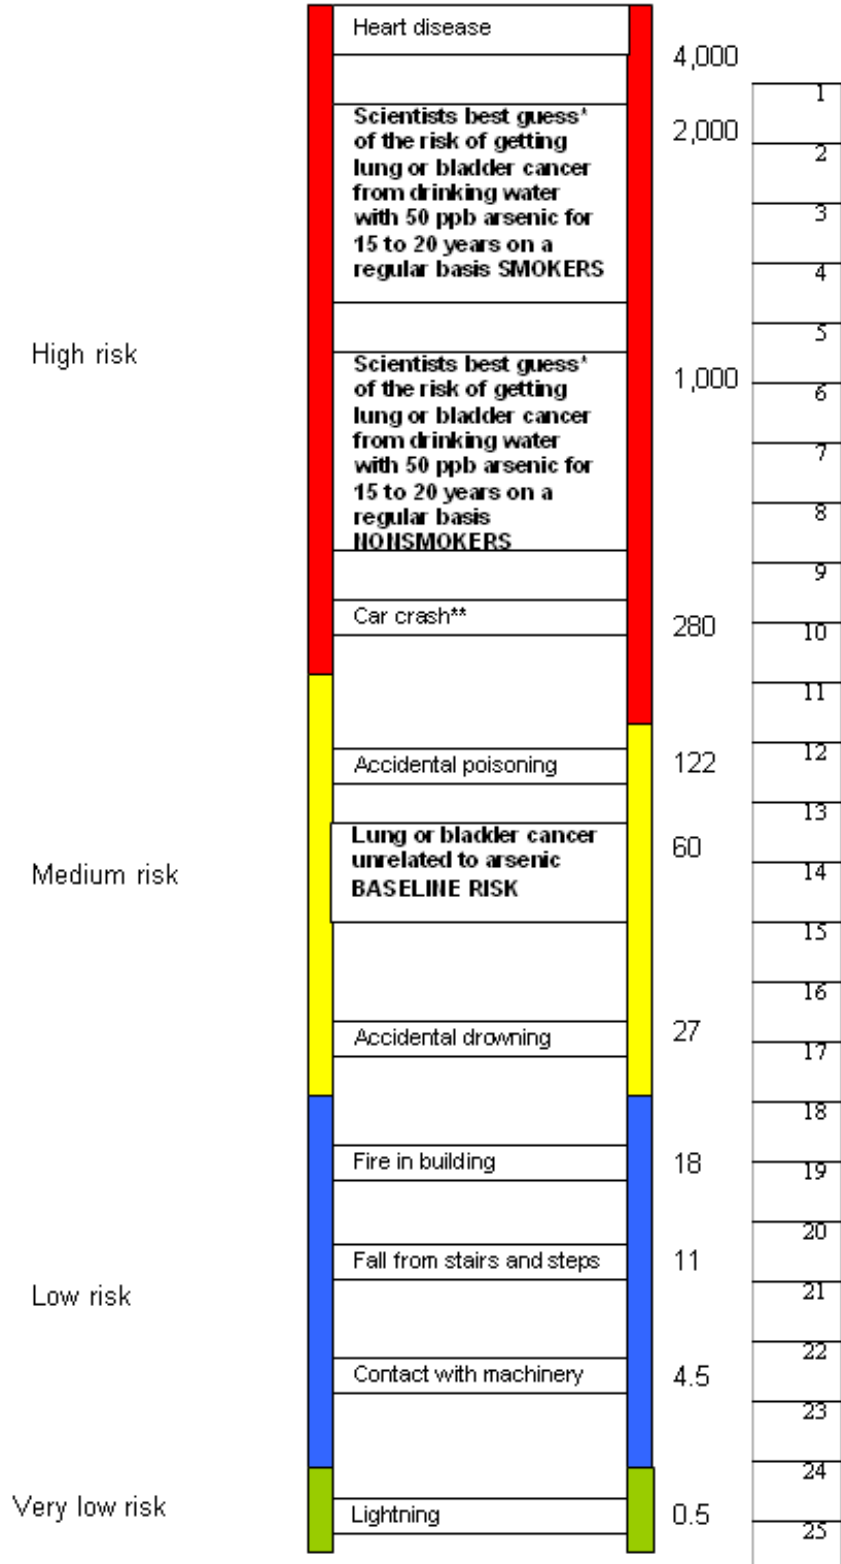 Heart disease
4,000
1
Scientists best guess*
of the risk of getting
lung or bladder cancer
from drinking water
with 50 ppb arsenic for
15 to 20 years on a
regular basis SMOKERS
2,000
2
3
4
5
High risk
Scientists best guess*
of the risk of getting
lung or bladder cancer
from drinking water
with 50 ppb arsenic for
15 to 20 years on a
regular basis
NONSMOKERS
1,000
6
7
8
9
Car crash**
280
10
11
12
Accidental poisoning
122
13
Lung or bladder cancer
unrelated to arsenic
BASELINE RISK
60
Medium risk
14
15
16
Accidental drowning
27
17
18
Fire in building
18
19
20
Fall from stairs and steps
11
Low risk
21
22
Contact with machinery
4.5
23
24
Very low risk
Lightning
0.5
25